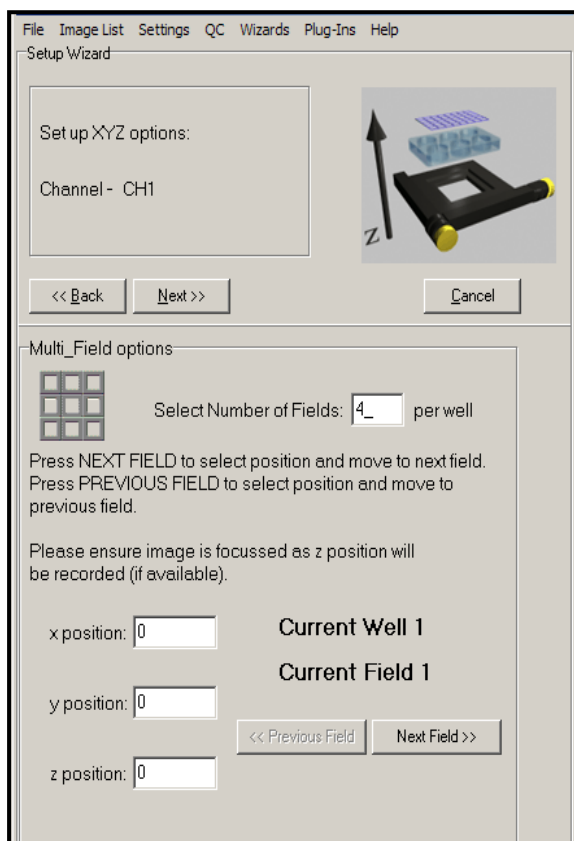 File Image List Settings QC Wizards Plug-Ins Help
Setup Wizard
Set up XYZ options:
Channel - CH1
Z
<< Back Next >> Cancel
Multi_Field options
Select Number of Fields: 4_ per well
Press NEXT FIELD to select position and move to next field.
Press PREVIOUS FIELD to select position and move to
previous field.
Please ensure image is focussed as z position will
be recorded (if available).
x position: 0 Current Well 1
Current Field 1
y position: 0
<< Previous Field Next Field >>
z position: 0